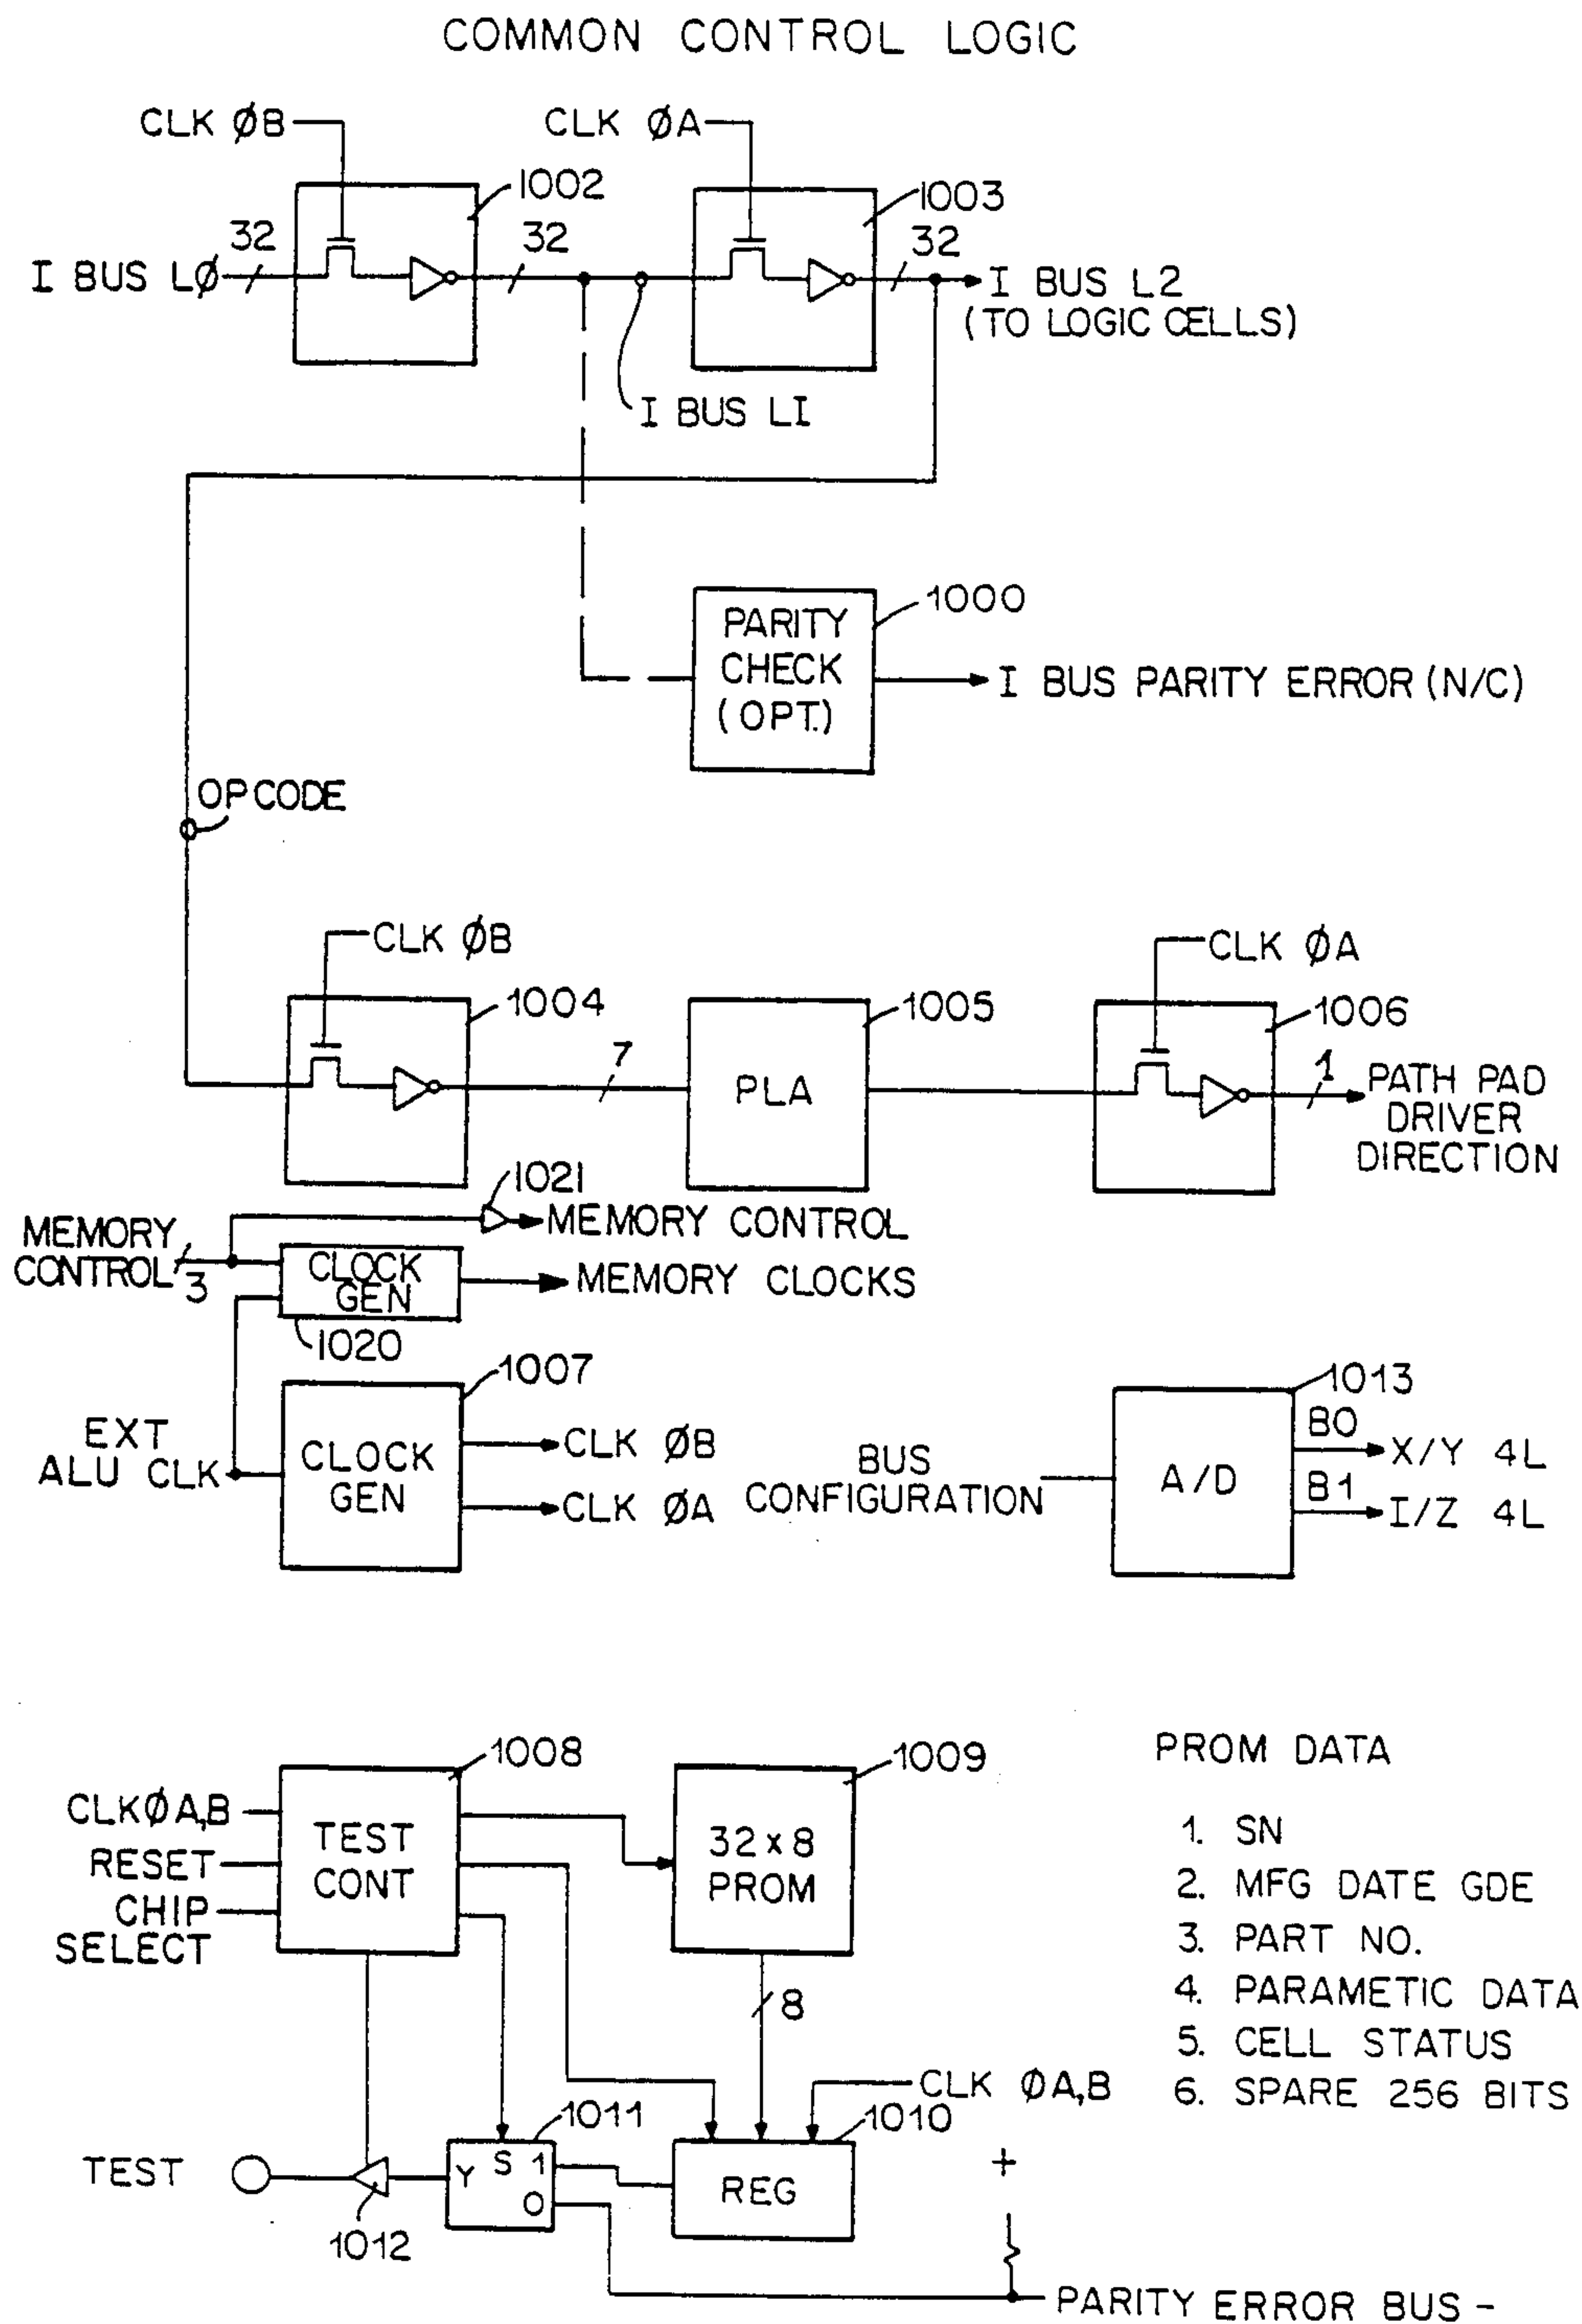 COMMON CONTROL LOGIC
CLK ØB
CLK ØA
1002
1003
32
32
32
I BUS LØ
I BUS L2
(TO LOGIC CELLS)
I BUS LI
1000
PARITY
CHECK
(OPT.)
I BUS PARITY ERROR (N/C)
OPCODE
CLK ØB
CLK ØA
1004
1005
1006
7
PLA
1
PATH PAD
DRIVER
DIRECTION
1021
MEMORY CONTROL
MEMORY
CONTROL
3
CLOCK
GEN
MEMORY CLOCKS
1020
1007
1013
EXT
ALU CLK
CLOCK
GEN
CLK ØB
CLK ØA
BUS
CONFIGURATION
A/D
B0
X/Y 4L
B1
I/Z 4L
1008
1009
CLKØA,B
RESET
CHIP
SELECT
TEST
CONT
32 x 8
PROM
8
PROM DATA
1. SN
2. MFG DATE GDE
3. PART NO.
4. PARAMETIC DATA
5. CELL STATUS
6. SPARE 256 BITS
CLK ØA,B
1011
1010
TEST
Y S 1
0
REG
+
1012
PARITY ERROR BUS -